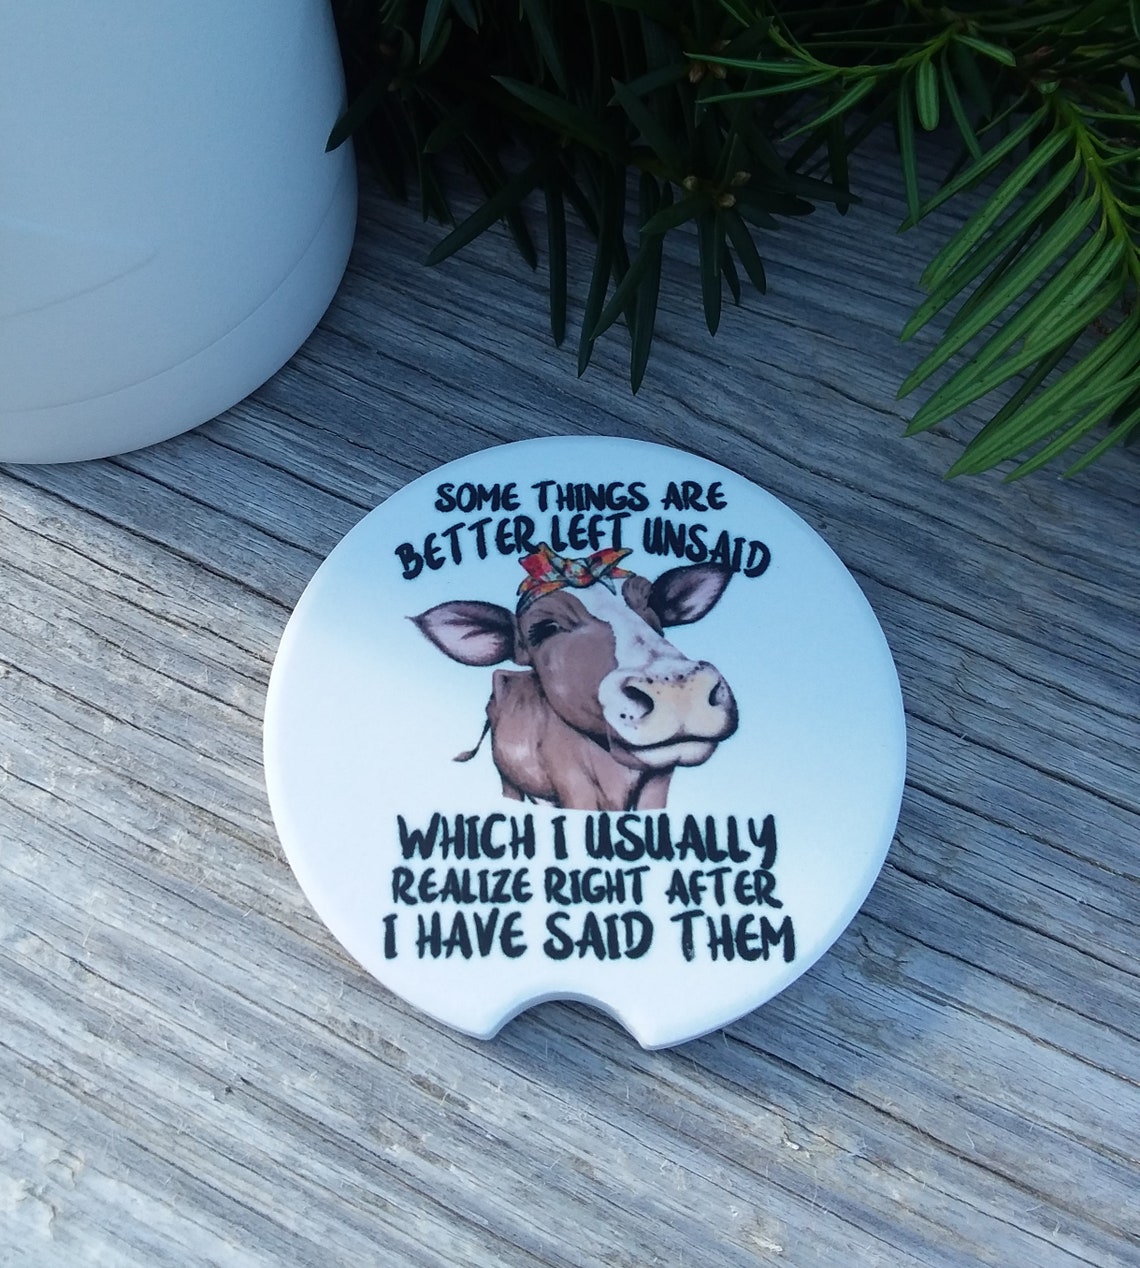 SOME THINGS ARE
BETTER LEFT UNSAID
WHICH I USUALLY
REALIZE RIGHT AFTER
I HAVE SAID THEM